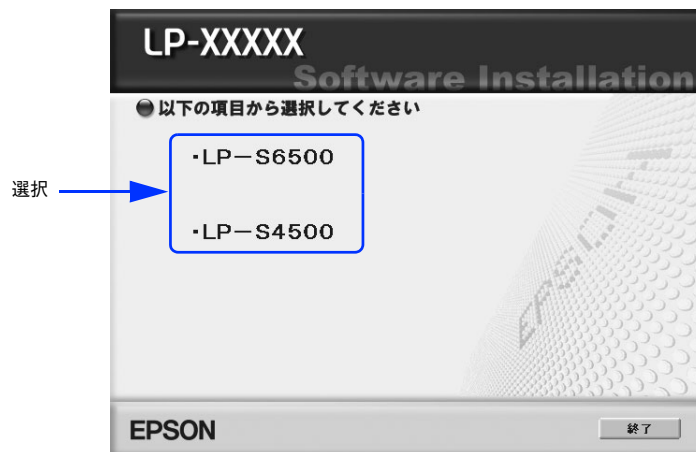 LP-XXXXX
Software Installation
以下の項目から選択してください
・LP－S6500
選択
・LP－S4500
EPSON
EPSON
終了